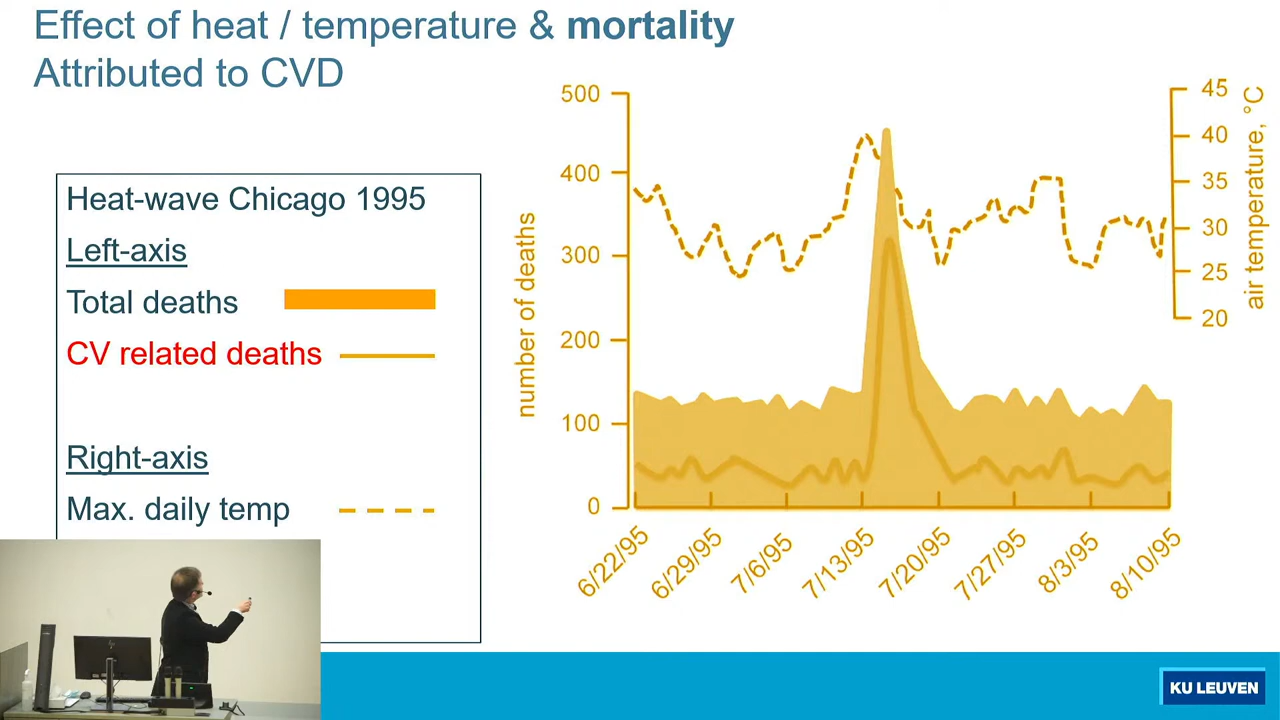 Effect of heat / temperature & mortality
Attributed to CVD
Heat-wave Chicago 1995
Left-axis
Total deaths
CV related deaths
Right-axis
Max. daily temp
number of deaths
500
400
300
200
100
0
6/22/95
6/29/95
7/6/95
7/13/95
7/20/95
7/27/95
8/3/95
8/10/95
45
40
35
30
25
20
air temperature, °C
KU LEUVEN